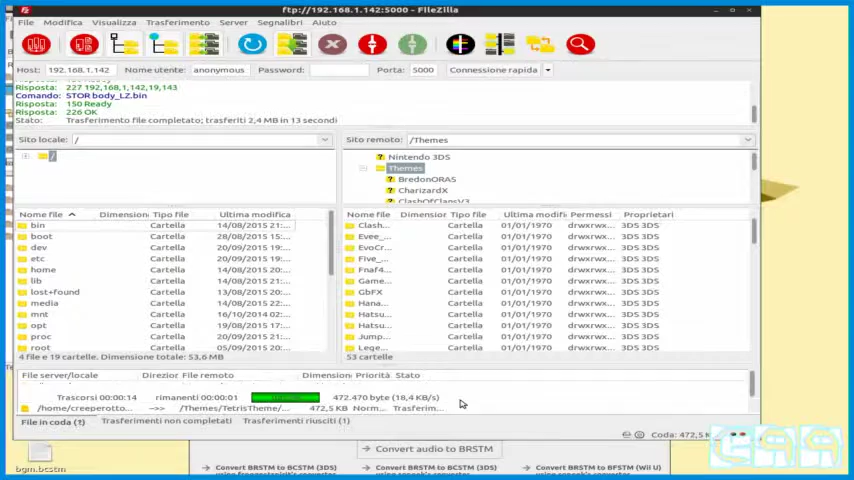 ftp://192.168.1.142:5000 - FileZilla
File Modifica Visualizza Trasferimento Server Segnalibri Aiuto
Host: 192.168.1.142 Nome utente: anonymous Password: Porta: 5000 Connessione rapida
Risposta: 227 192,168,1,142,19,143
Comando: STOR body_LZ.bin
Risposta: 150 Ready
Risposta: 226 OK
Stato: Trasferimento file completato; trasferiti 2,4 MB in 13 secondi
Sito locale: / Sito remoto: /Themes
/ Nintendo 3DS
Themes
BredonORAS
CharizardX
ClashOfClansV3
Nome file Dimension Tipo file Ultima modifica Nome file Dimension Tipo file Ultima modifi Permessi Proprietari
bin Cartella 14/08/2015 21:... Clash... Cartella 01/01/1970 drwxrwx... 3DS 3DS
boot Cartella 28/08/2015 15:... Evee_... Cartella 01/01/1970 drwxrwx... 3DS 3DS
dev Cartella 20/09/2015 19:... EvoCr... Cartella 01/01/1970 drwxrwx... 3DS 3DS
etc Cartella 20/09/2015 15:... Five_... Cartella 01/01/1970 drwxrwx... 3DS 3DS
home Cartella 20/09/2015 14:... Fnaf4... Cartella 01/01/1970 drwxrwx... 3DS 3DS
lib Cartella 14/08/2015 21:... Game... Cartella 01/01/1970 drwxrwx... 3DS 3DS
lost+found Cartella 13/08/2015 20:... GbFX Cartella 01/01/1970 drwxrwx... 3DS 3DS
media Cartella 20/09/2015 14:... Hana... Cartella 01/01/1970 drwxrwx... 3DS 3DS
mnt Cartella 16/10/2014 02:... Hatsu... Cartella 01/01/1970 drwxrwx... 3DS 3DS
opt Cartella 19/08/2015 17:... Hatsu... Cartella 01/01/1970 drwxrwx... 3DS 3DS
proc Cartella 20/09/2015 15:... Jump... Cartella 01/01/1970 drwxrwx... 3DS 3DS
root Cartella 05/09/2015 19:... Lege... Cartella 01/01/1970 drwxrwx... 3DS 3DS
4 file e 19 cartelle. Dimensione totale: 53,6 MB 53 cartelle
File server/locale Direzior File remoto Dimension Priorità Stato
Trascorsi 00:00:14 rimanenti 00:00:01 472.470 byte (18,4 KB/s)
/home/creeperotto... -->> /Themes/TetrisTheme/... 472,5 KB Norm... Trasferim...
File in coda (1) Trasferimenti non completati Trasferimenti riusciti (1)
Coda: 472,5
Convert audio to BRSTM
bgm.bcstm
Convert BRSTM to BCSTM (3DS) Convert BCSTM to BRSTM (3DS) Convert BRSTM to BFSTM (Wii U)